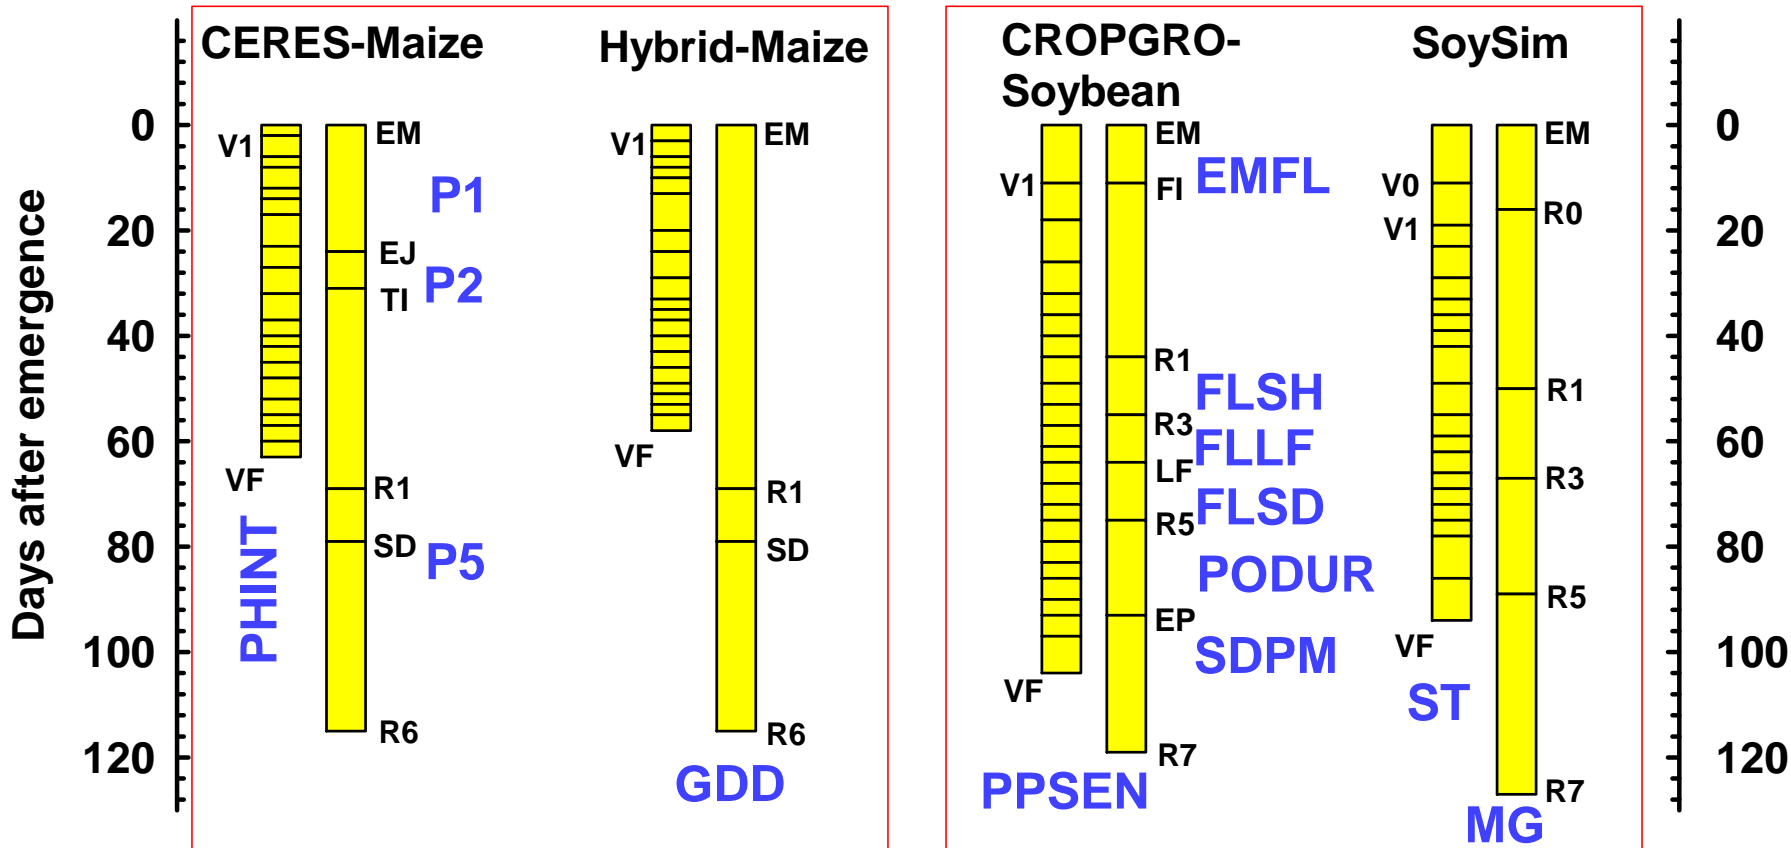 CERES-Maize
Hybrid-Maize
CROPGRO-
Soybean
SoySim
Days after emergence
0
20
40
60
80
100
120
V1
VF
PHINT
EM
P1
EJ
P2
TI
R1
SD
P5
R6
V1
VF
EM
R1
SD
R6
GDD
V1
VF
EM
EMFL
FI
R1
FLSH
R3
FLLF
LF
FLSD
R5
PODUR
EP
SDPM
R7
PPSEN
V0
V1
VF
ST
EM
R0
R1
R3
R5
R7
MG
0
20
40
60
80
100
120